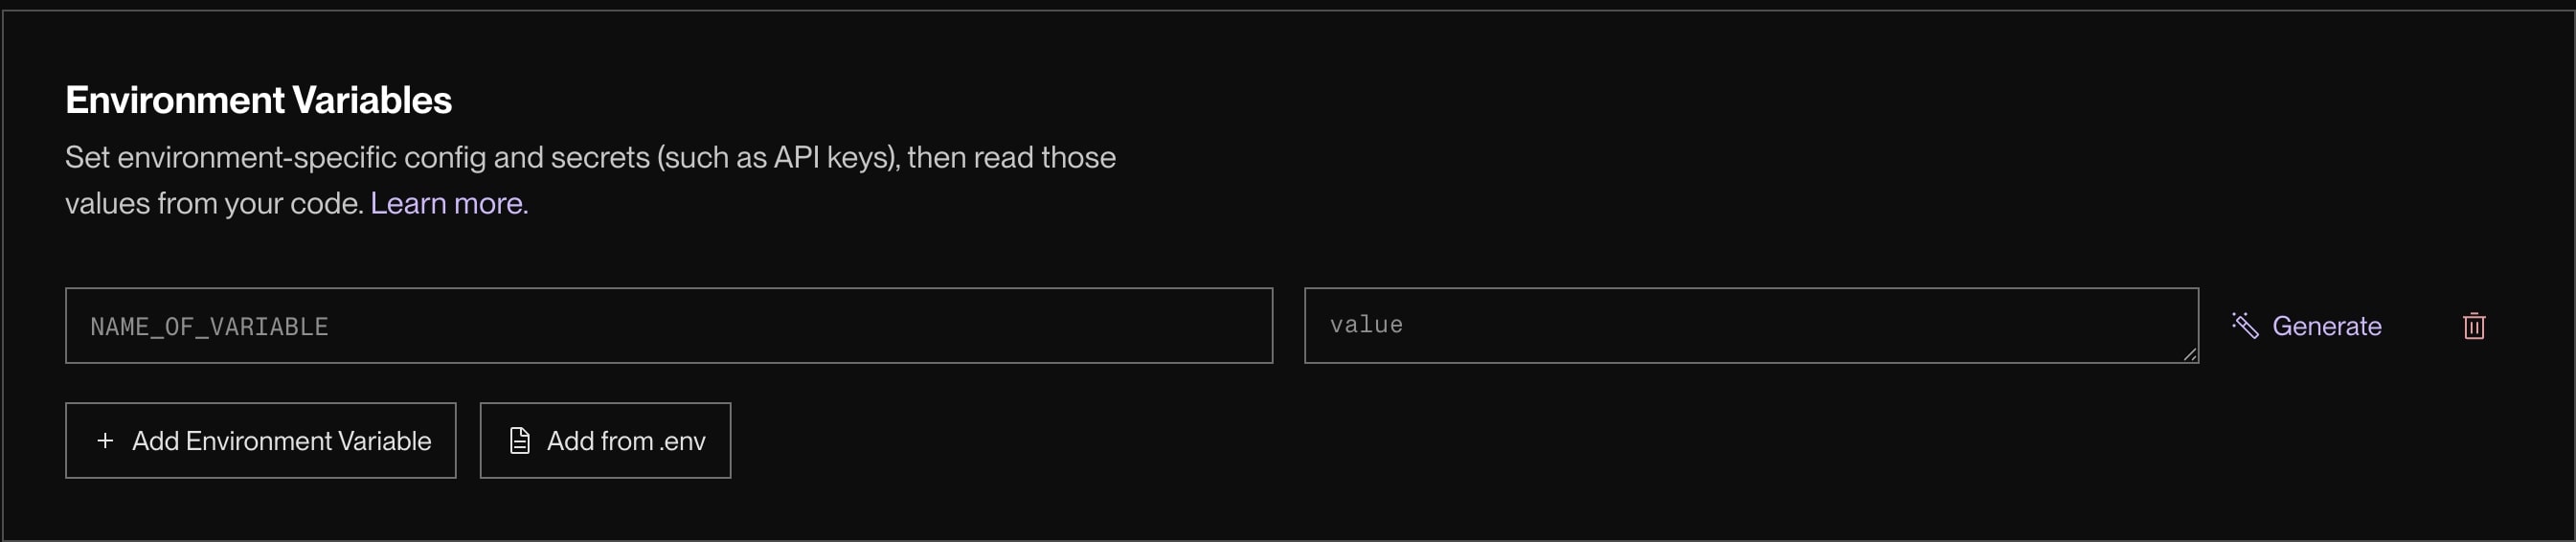 Environment Variables
Set environment-specific config and secrets (such as API keys), then read those
values from your code. Learn more.
NAME_OF_VARIABLE
value
Generate
Add Environment Variable
Add from .env